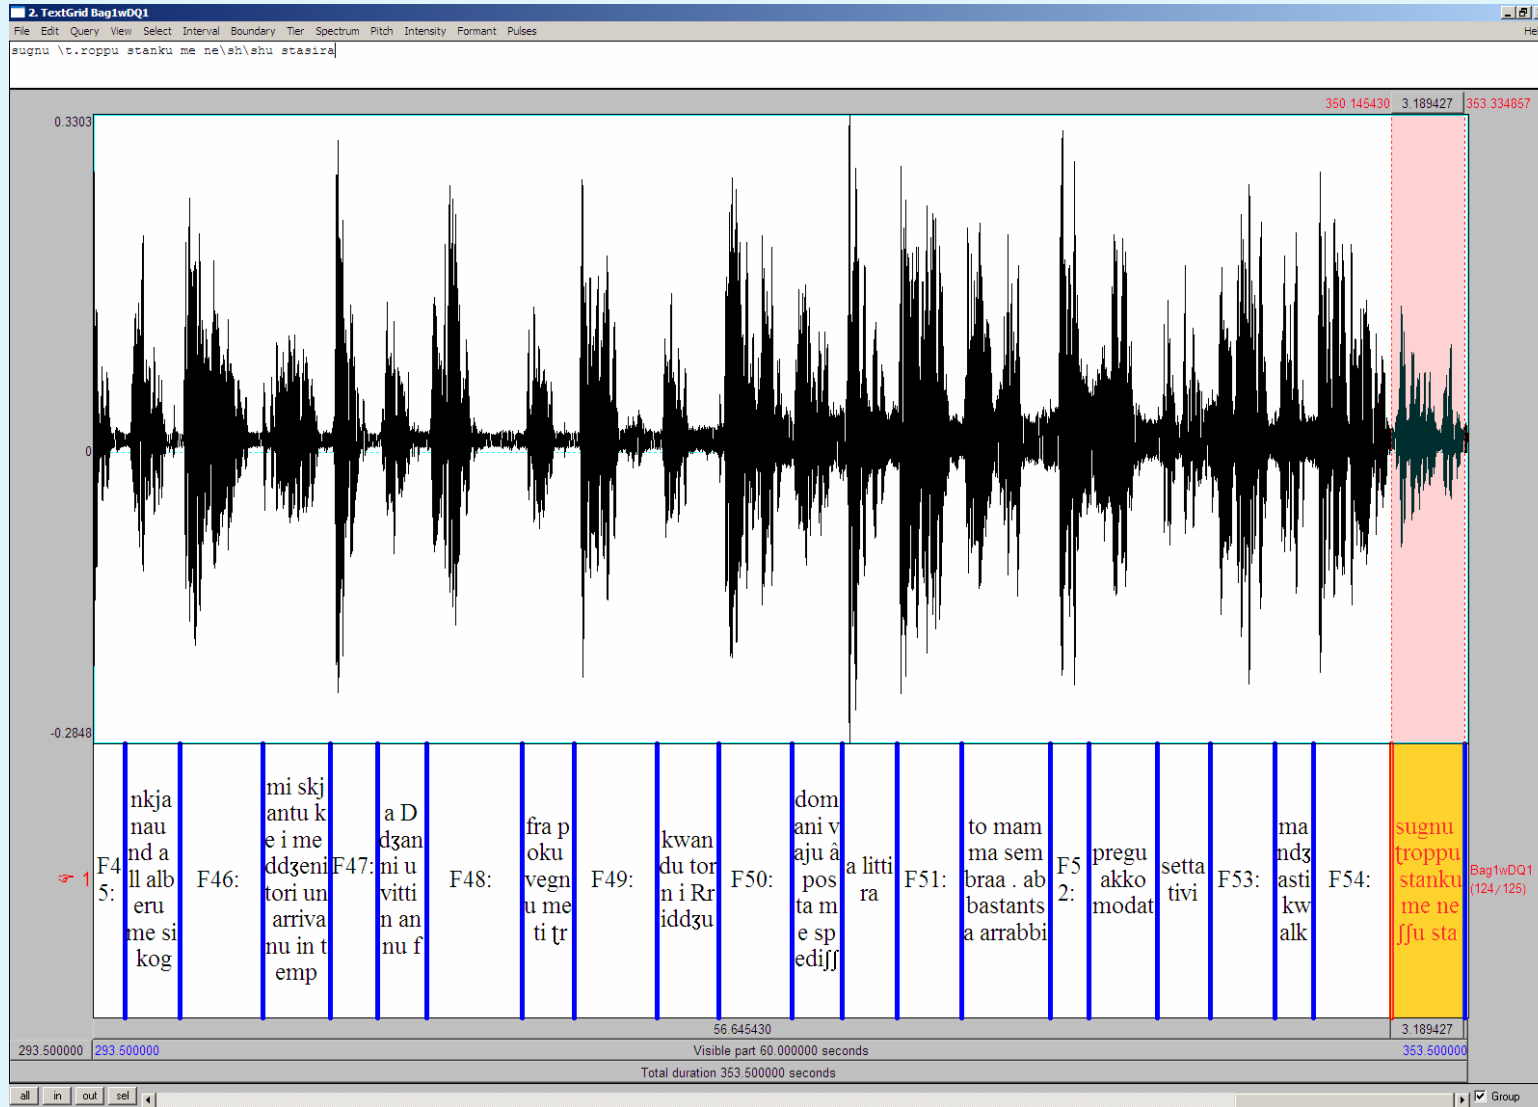 2. TextGrid Bag1wDQ1
File Edit Query View Select Interval Boundary Tier Spectrum Pitch Intensity Formant Pulses Hel
sugnu \t.roppu stanku me ne\sh\shu stasira
350.145430 3.189427 353.334857
0.3303
0
-0.2848
☞ 1
F4
5:
nkja
nau
nd a
ll alb
eru
me si
kog
F46:
mi skj
antu k
e i me
ddʒeni
tori un
arriva
nu in t
emp
F47:
a D
dʒan
ni u
vitti
n an
nu f
F48:
fra p
oku
vegn
u me
ti ʈr
F49:
kwan
du tor
n i Rr
iddʒu
F50:
dom
ani v
aju â
pos
ta m
e sp
ediʃʃ
a litti
ra
F51:
to mam
ma sem
braa . ab
bastants
a arrabbi
F5
2:
pregu
akko
modat
setta
tivi
F53:
ma
ndʒ
asti
kw
alk
F54:
sugnu
ʈroppu
stanku
me ne
ʃʃu sta
Bag1wDQ1
(124/125)
56.645430 3.189427
293.500000 293.500000 Visible part 60.000000 seconds 353.500000
Total duration 353.500000 seconds
all in out sel Group